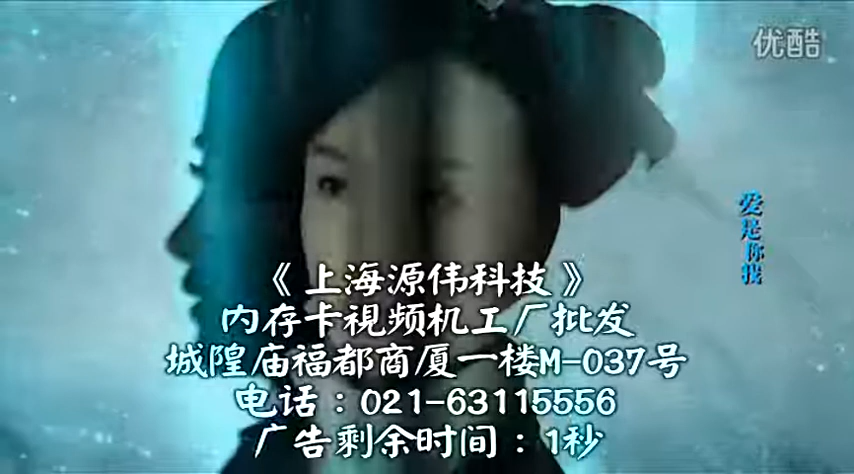 优酷
爱是你我
《上海源伟科技》
内存卡視频机工厂批发
城隍庙福都商厦一楼M-037号
电话：021-63115556
广告剩余时间：1秒